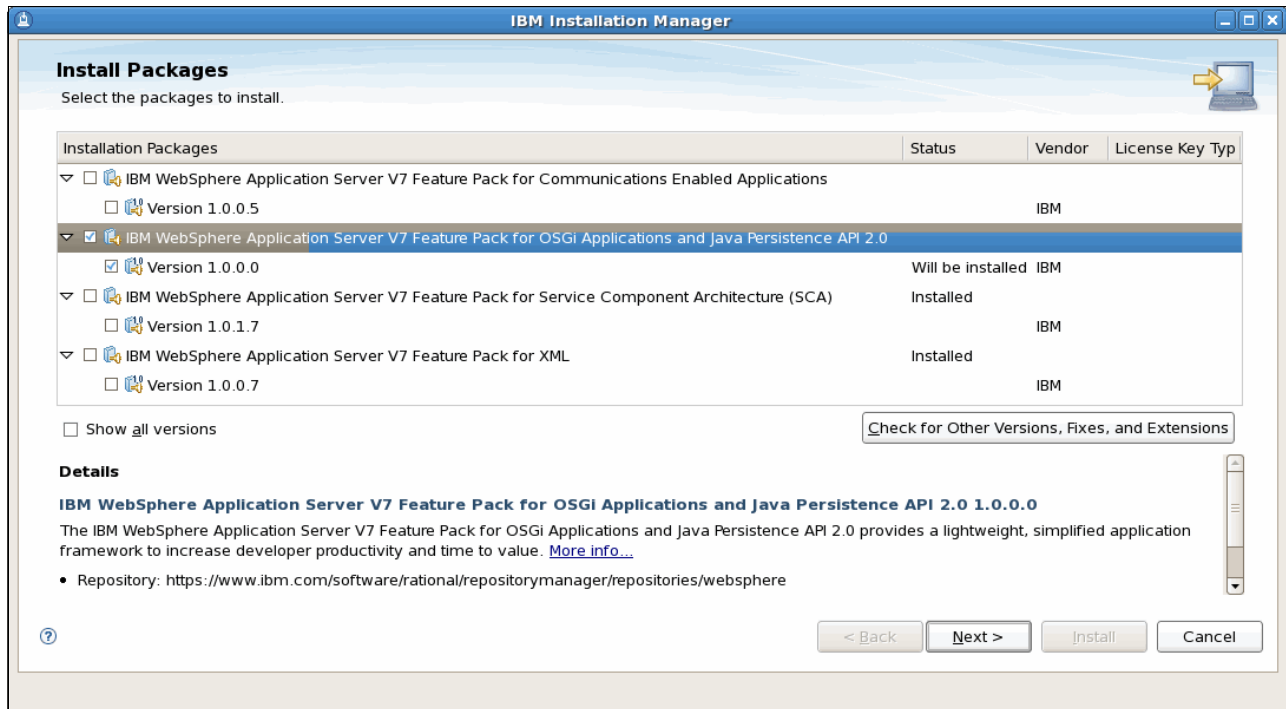 IBM Installation Manager
Install Packages
Select the packages to install.
Installation Packages Status Vendor License Key Typ
IBM WebSphere Application Server V7 Feature Pack for Communications Enabled Applications
Version 1.0.0.5 IBM
IBM WebSphere Application Server V7 Feature Pack for OSGi Applications and Java Persistence API 2.0
Version 1.0.0.0 Will be installed IBM
IBM WebSphere Application Server V7 Feature Pack for Service Component Architecture (SCA) Installed
Version 1.0.1.7 IBM
IBM WebSphere Application Server V7 Feature Pack for XML Installed
Version 1.0.0.7 IBM
Show all versions Check for Other Versions, Fixes, and Extensions
Details
IBM WebSphere Application Server V7 Feature Pack for OSGi Applications and Java Persistence API 2.0 1.0.0.0
The IBM WebSphere Application Server V7 Feature Pack for OSGi Applications and Java Persistence API 2.0 provides a lightweight, simplified application
framework to increase developer productivity and time to value. More info...
• Repository: https://www.ibm.com/software/rational/repositorymanager/repositories/websphere
? < Back Next > Install Cancel